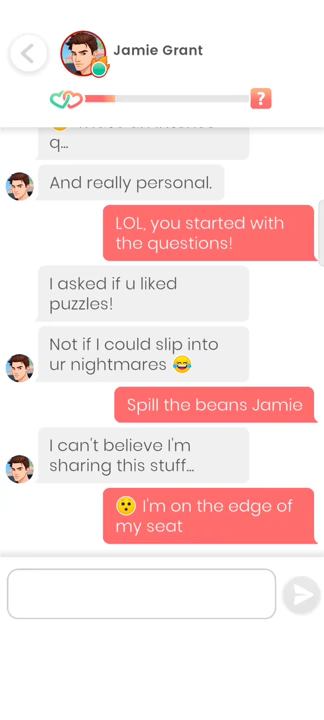 Jamie Grant
?
q...
And really personal.
LOL, you started with
the questions!
I asked if u liked
puzzles!
Not if I could slip into
ur nightmares 😂
Spill the beans Jamie
I can't believe I'm
sharing this stuff...
😯 I'm on the edge of
my seat